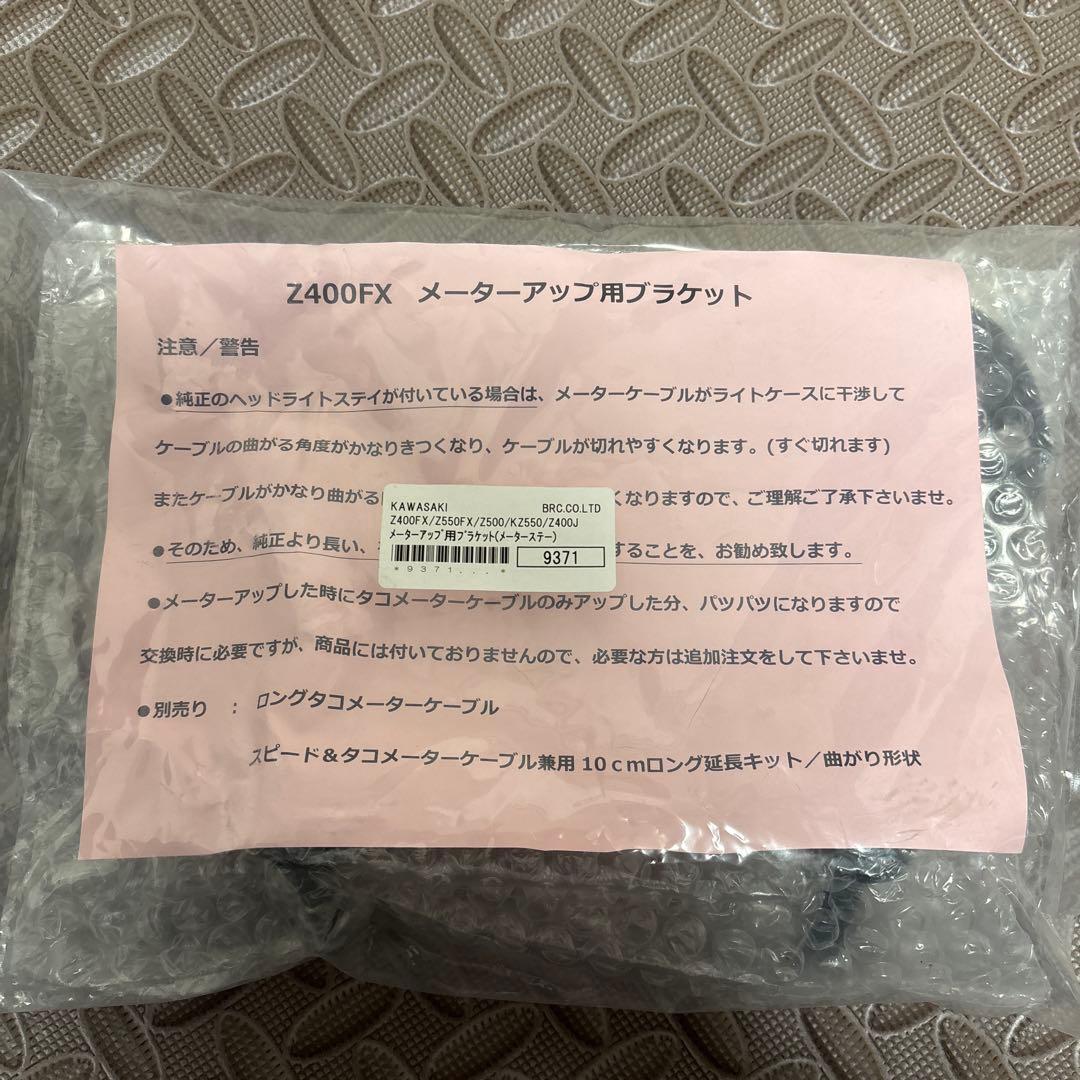 Z400FX メーターアップ用ブラケット
注意／警告
●純正のヘッドライトステイが付いている場合は、メーターケーブルがライトケースに干渉して
ケーブルの曲がる角度がかなりきつくなり、ケーブルが切れやすくなります。(すぐ切れます)
またケーブルがかなり曲がる くなりますので、ご理解ご了承下さいませ。
●そのため、純正より長い、 することを、お勧め致します。
KAWASAKI BRC.CO.LTD
Z400FX/Z550FX/Z500/KZ550/Z400J
ﾒｰﾀｰｱｯﾌﾟ用ﾌﾞﾗｹｯﾄ(ﾒｰﾀｰｽﾃｰ)
9371
*9371...*
●メーターアップした時にタコメーターケーブルのみアップした分、パツパツになりますので
交換時に必要ですが、商品には付いておりませんので、必要な方は追加注文をして下さいませ。
●別売り ： ロングタコメーターケーブル
スピード＆タコメーターケーブル兼用10ｃｍロング延長キット／曲がり形状